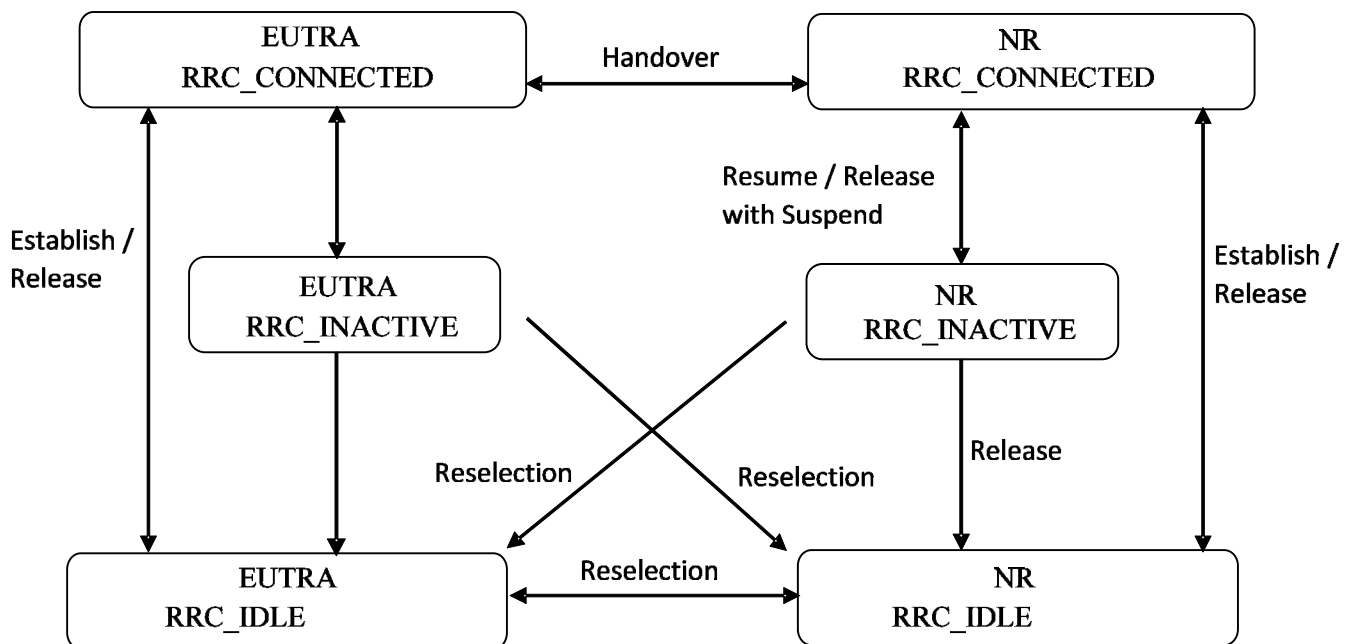 EUTRA
RRC_CONNECTED
Handover
NR
RRC_CONNECTED
Establish /
Release
Resume / Release
with Suspend
Establish /
Release
EUTRA
RRC_INACTIVE
NR
RRC_INACTIVE
Reselection
Reselection
Release
EUTRA
RRC_IDLE
Reselection
NR
RRC_IDLE